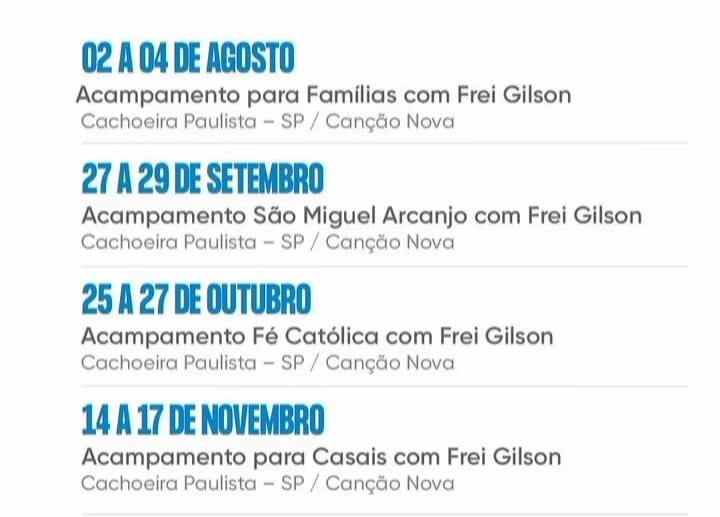 02 A 04 DE AGOSTO
Acampamento para Famílias com Frei Gilson
Cachoeira Paulista – SP / Canção Nova
27 A 29 DE SETEMBRO
Acampamento São Miguel Arcanjo com Frei Gilson
Cachoeira Paulista – SP / Canção Nova
25 A 27 DE OUTUBRO
Acampamento Fé Católica com Frei Gilson
Cachoeira Paulista – SP / Canção Nova
14 A 17 DE NOVEMBRO
Acampamento para Casais com Frei Gilson
Cachoeira Paulista – SP / Canção Nova